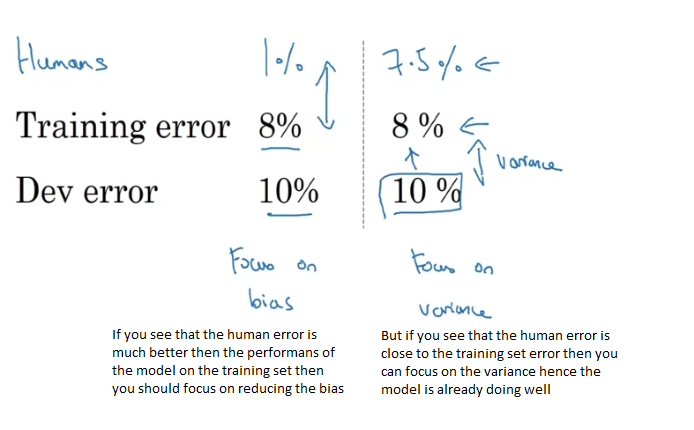 Humans 1% 7.5%
Training error 8% 8 %
variance
Dev error 10% 10 %
Focus on bias
Focus on variance
If you see that the human error is
much better then the performans of
the model on the training set then
you should focus on reducing the bias
But if you see that the human error is
close to the training set error then you
can focus on the variance hence the
model is already doing well